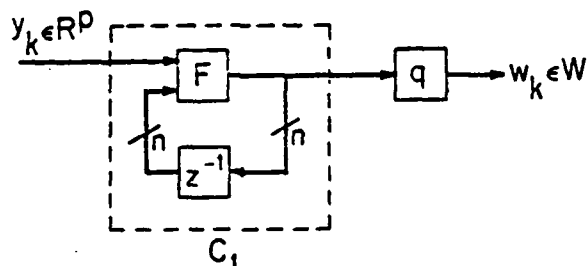 y_k ϵ R^p
F
q
w_k ϵ W
n
n
z^-1
C_1